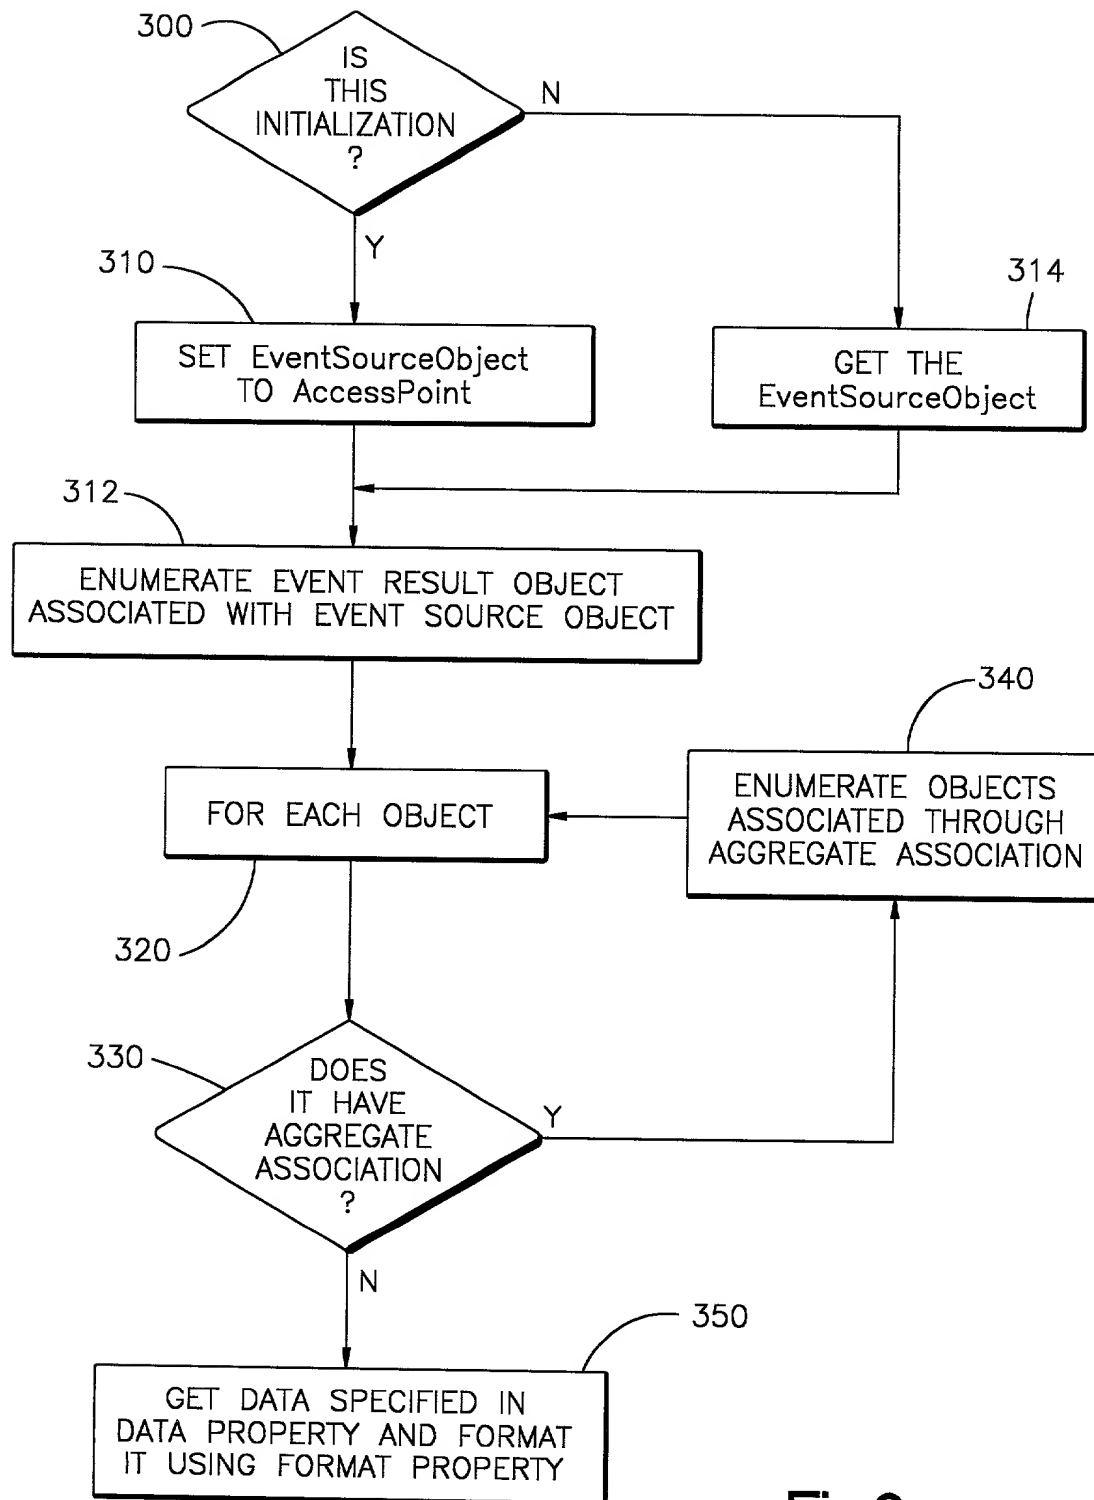 300
IS
THIS
INITIALIZATION
?
N
Y
310
SET EventSourceObject
TO AccessPoint
314
GET THE
EventSourceObject
312
ENUMERATE EVENT RESULT OBJECT
ASSOCIATED WITH EVENT SOURCE OBJECT
340
FOR EACH OBJECT
ENUMERATE OBJECTS
ASSOCIATED THROUGH
AGGREGATE ASSOCIATION
320
330
DOES
IT HAVE
AGGREGATE
ASSOCIATION
?
Y
N
350
GET DATA SPECIFIED IN
DATA PROPERTY AND FORMAT
IT USING FORMAT PROPERTY